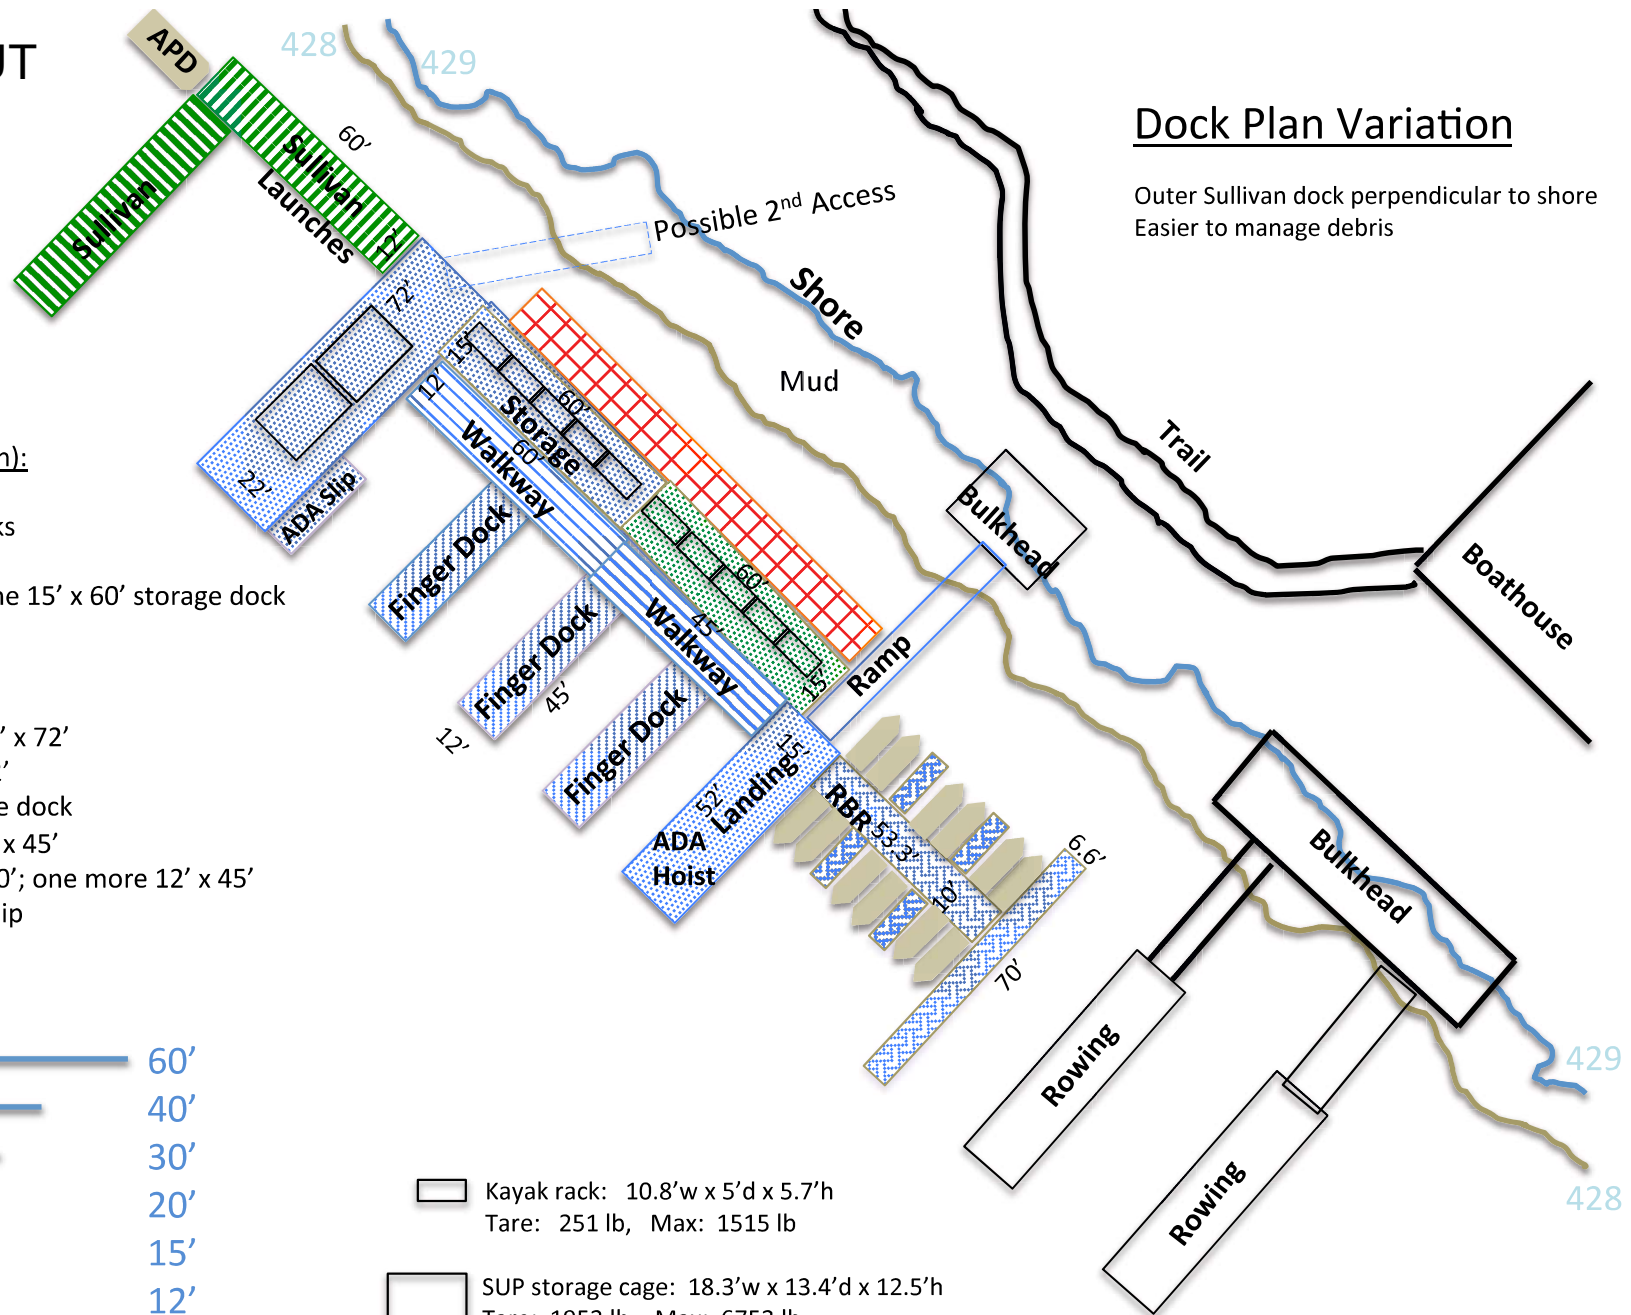 UT
APD
428
429
Dock Plan Variation
Outer Sullivan dock perpendicular to shore
Easier to manage debris
60’
Sullivan
Launches
12’
Sullivan
Possible 2nd Access
72’
22’
ADA Slip
15’
12’
60’
Storage
60’
Walkway
Shore
Mud
Trail
Bulkhead
Boathouse
n):
ks
ne 15’ x 60’ storage dock
’ x 72’
’
e dock
x 45’
0’; one more 12’ x 45’
ip
Finger Dock
Finger Dock
45’
12’
Finger Dock
60’
45’
Walkway
15’
Ramp
15’
52’
Landing
ADA
Hoist
RBR
53.3’
10’
6.6’
70’
Bulkhead
Rowing
Rowing
429
428
60’
40’
30’
20’
15’
12’
Kayak rack: 10.8’w x 5’d x 5.7’h
Tare: 251 lb, Max: 1515 lb
SUP storage cage: 18.3’w x 13.4’d x 12.5’h